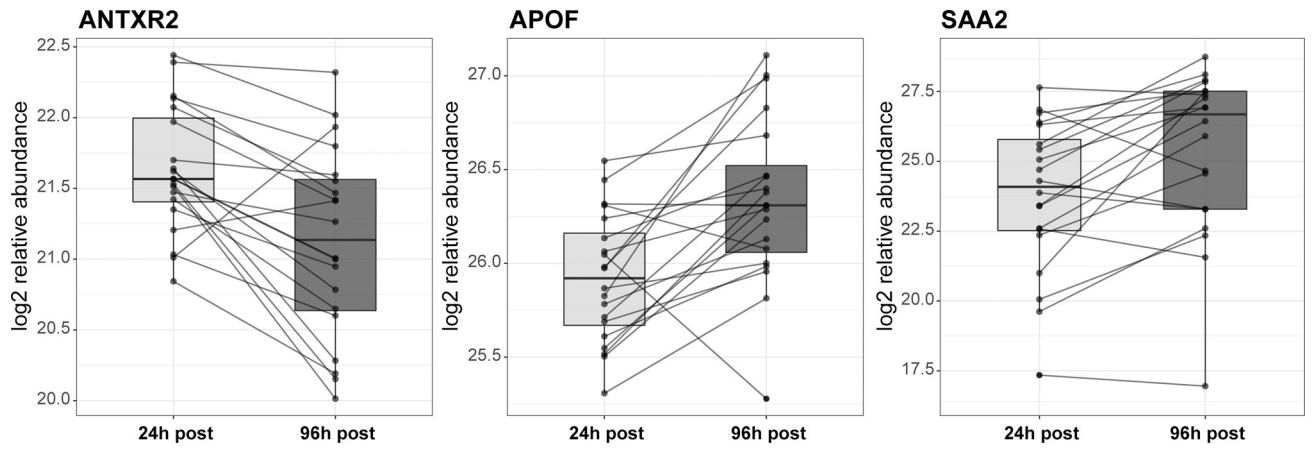 ANTXR2
APOF
SAA2
log2 relative abundance
22.5
22.0
21.5
21.0
20.5
20.0
24h post
96h post
log2 relative abundance
27.0
26.5
26.0
25.5
24h post
96h post
log2 relative abundance
27.5
25.0
22.5
20.0
17.5
24h post
96h post